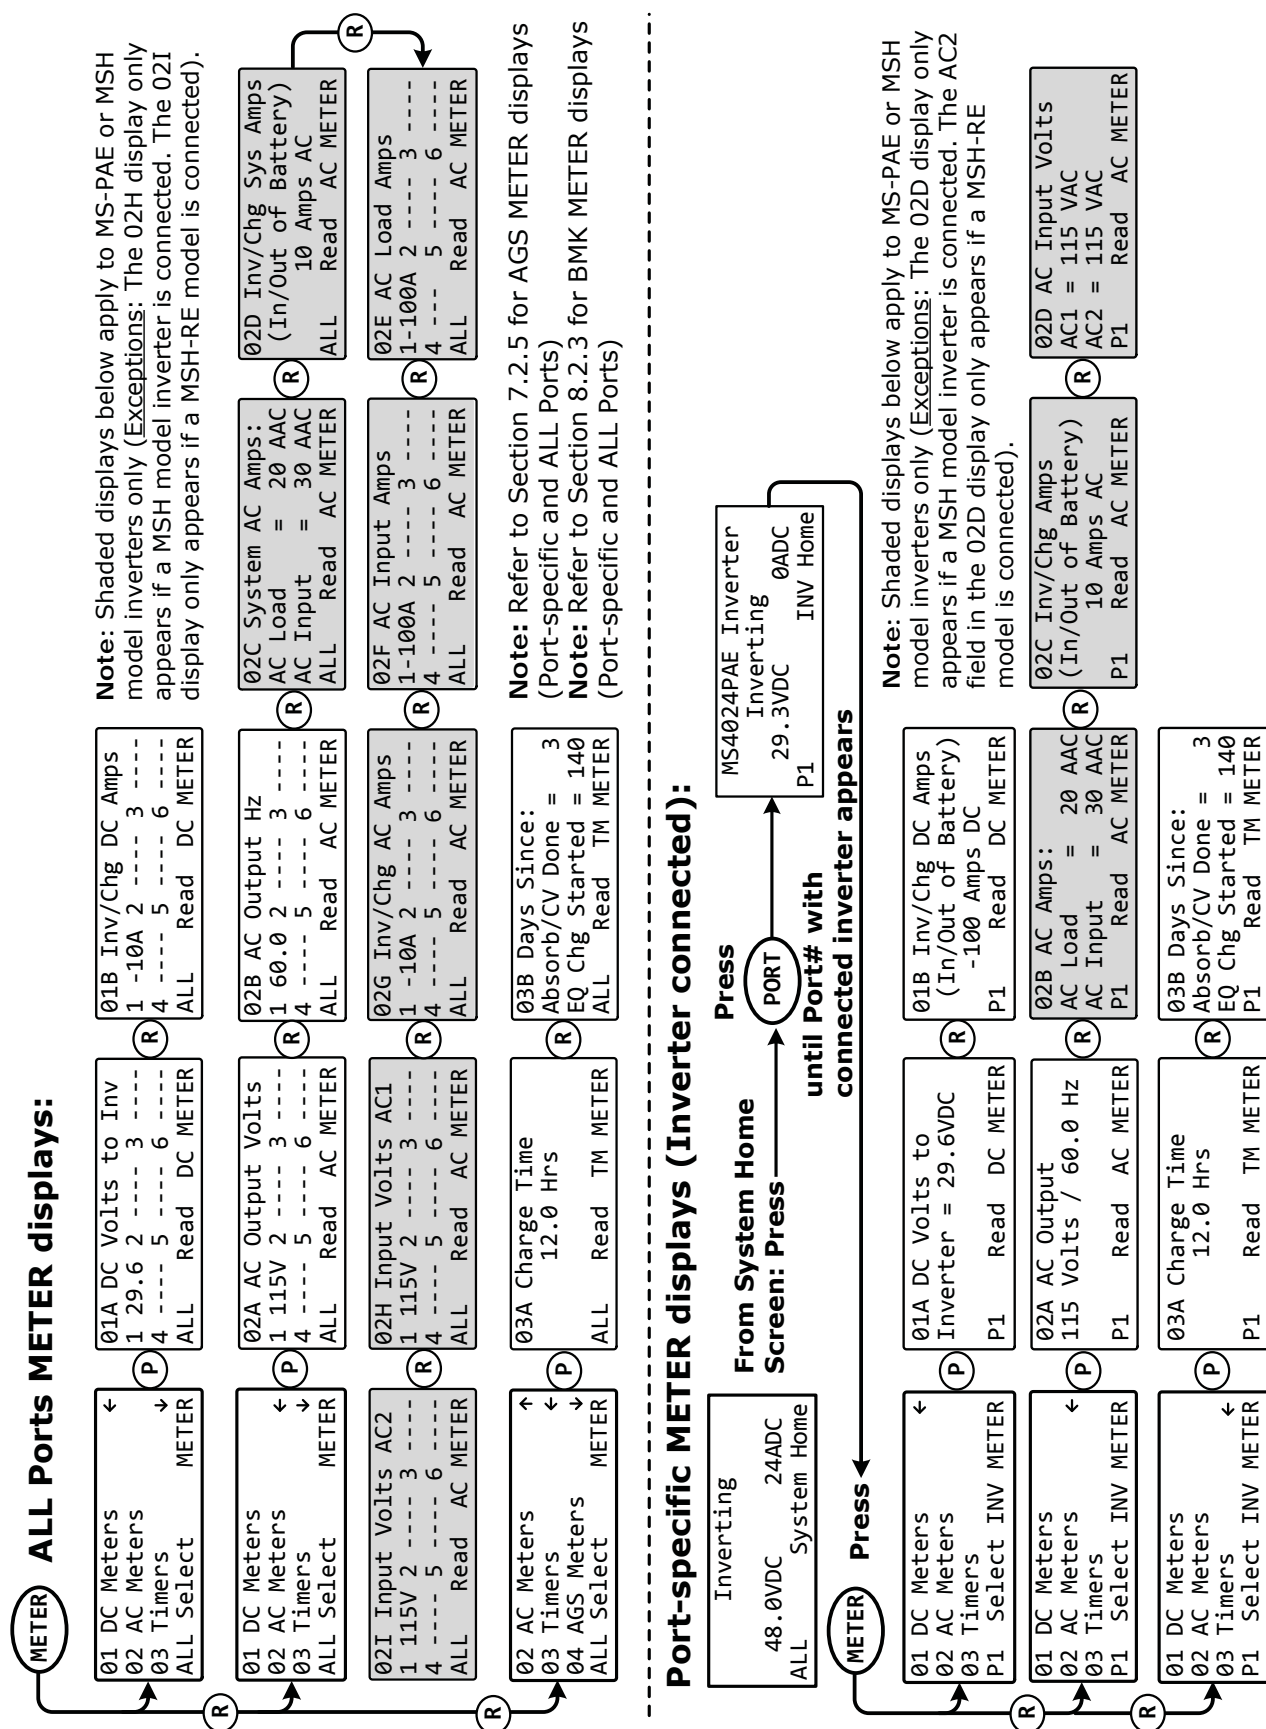 METER
ALL Ports METER displays:
01 DC Meters ←
02 AC Meters
03 Timers ↓
ALL Select METER
P
01A DC Volts to Inv
1 29.6 2 ---- 3 ----
4 ---- 5 ---- 6 ----
ALL Read DC METER
R
01B Inv/Chg DC Amps
1 -10A 2 ---- 3 ----
4 ---- 5 ---- 6 ----
ALL Read DC METER
Note: Shaded displays below apply to MS-PAE or MSH
model inverters only (Exceptions: The 02H display only
appears if a MSH model inverter is connected. The 02I
display only appears if a MSH-RE model is connected).
R
01 DC Meters
02 AC Meters ←
03 Timers ↓
ALL Select METER
P
02A AC Output Volts
1 115V 2 ---- 3 ----
4 ---- 5 ---- 6 ----
ALL Read AC METER
R
02B AC Output Hz
1 60.0 2 ---- 3 ----
4 ---- 5 ---- 6 ----
ALL Read AC METER
R
02C System AC Amps:
AC Load = 20 AAC
AC Input = 30 AAC
ALL Read AC METER
R
02D Inv/Chg Sys Amps
(In/Out of Battery)
10 Amps AC
ALL Read AC METER
R
02I Input Volts AC2
1 115V 2 ---- 3 ----
4 ---- 5 ---- 6 ----
ALL Read AC METER
R
02H Input Volts AC1
1 115V 2 ---- 3 ----
4 ---- 5 ---- 6 ----
ALL Read AC METER
R
02G Inv/Chg AC Amps
1 -10A 2 ---- 3 ----
4 ---- 5 ---- 6 ----
ALL Read AC METER
R
02F AC Input Amps
1-100A 2 ---- 3 ----
4 ---- 5 ---- 6 ----
ALL Read AC METER
R
02E AC Load Amps
1-100A 2 ---- 3 ----
4 --- 5 ---- 6 ----
ALL Read AC METER
R
02 AC Meters ↑
03 Timers ←
04 AGS Meters ↓
ALL Select METER
P
03A Charge Time
12.0 Hrs
ALL Read TM METER
R
03B Days Since:
Absorb/CV Done = 3
EQ Chg Started = 140
ALL Read TM METER
Note: Refer to Section 7.2.5 for AGS METER displays
(Port-specific and ALL Ports)
Note: Refer to Section 8.2.3 for BMK METER displays
(Port-specific and ALL Ports)
Port-specific METER displays (Inverter connected):
Inverting
48.0VDC 24ADC
ALL System Home
From System Home
Screen: Press
Press
PORT
until Port# with
connected inverter appears
MS4024PAE Inverter
Inverting
29.3VDC 0ADC
P1 INV Home
METER
Press
01 DC Meters ←
02 AC Meters
03 Timers
P1 Select INV METER
P
01A DC Volts to
Inverter = 29.6VDC
P1 Read DC METER
R
01B Inv/Chg DC Amps
(In/Out of Battery)
-100 Amps DC
P1 Read DC METER
Note: Shaded displays below apply to MS-PAE or MSH
model inverters only (Exceptions: The 02D display only
appears if a MSH model inverter is connected. The AC2
field in the 02D display only appears if a MSH-RE
model is connected).
R
01 DC Meters
02 AC Meters ←
03 Timers
P1 Select INV METER
P
02A AC Output
115 Volts / 60.0 Hz
P1 Read AC METER
R
02B AC Amps:
AC Load = 20 AAC
AC Input = 30 AAC
P1 Read AC METER
R
02C Inv/Chg Amps
(In/Out of Battery)
10 Amps AC
P1 Read AC METER
R
02D AC Input Volts
AC1 = 115 VAC
AC2 = 115 VAC
P1 Read AC METER
R
01 DC Meters
02 AC Meters
03 Timers ←
P1 Select INV METER
P
03A Charge Time
12.0 Hrs
P1 Read TM METER
R
03B Days Since:
Absorb/CV Done = 3
EQ Chg Started = 140
P1 Read TM METER